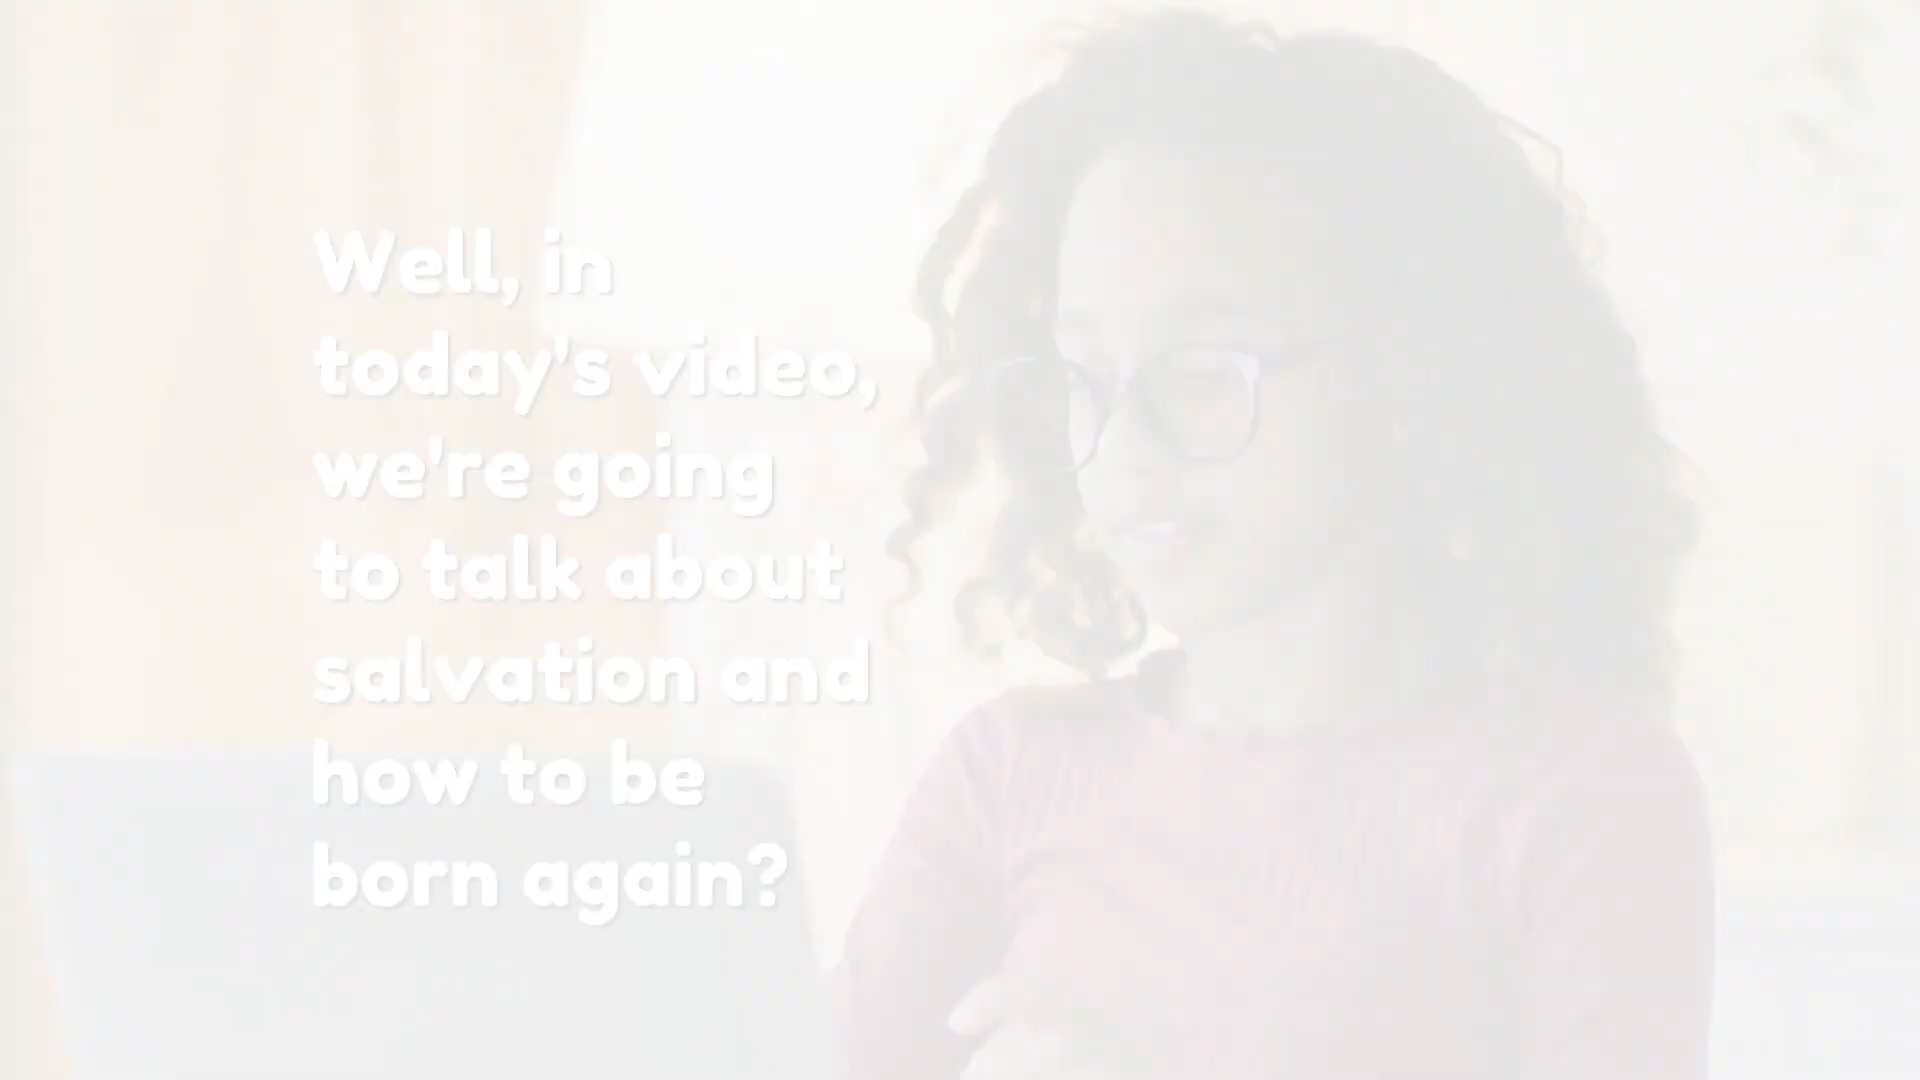 Well, in
today's video,
we're going
to talk about
salvation and
how to be
born again?